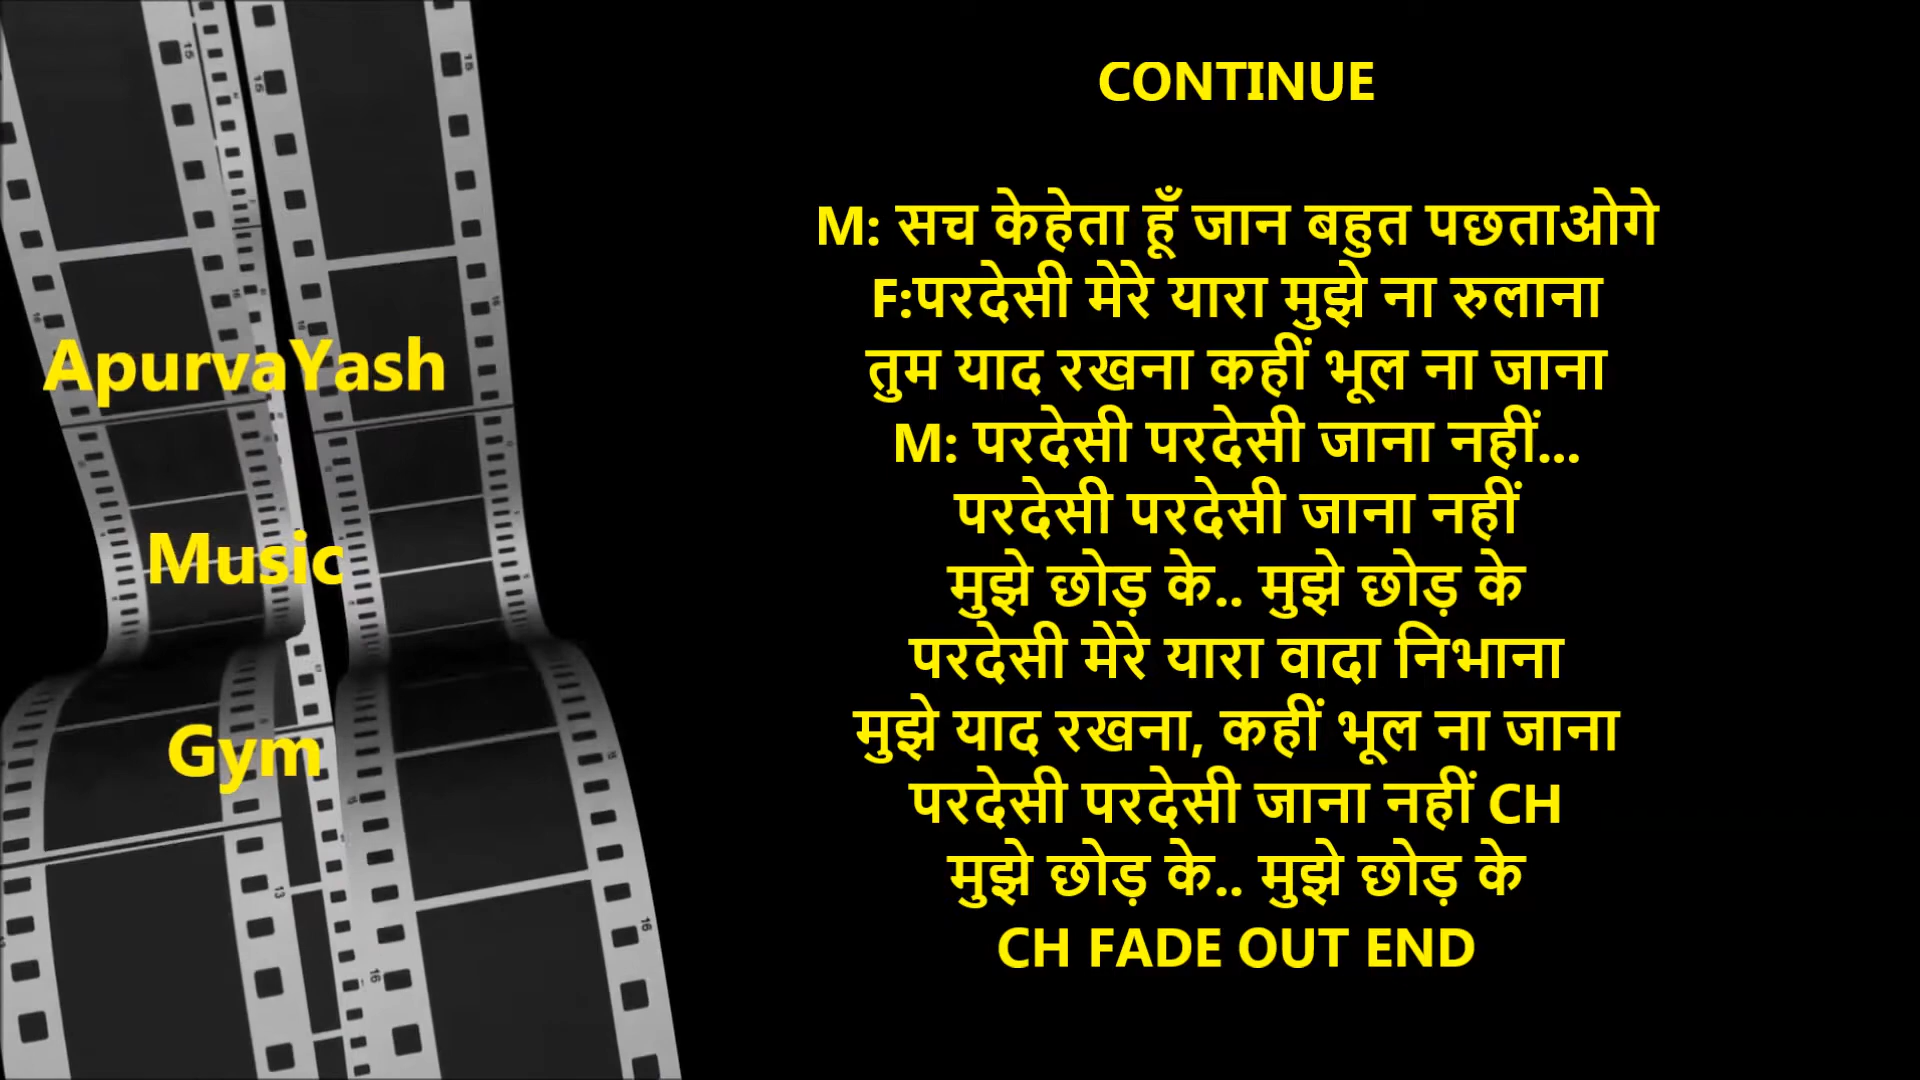 CONTINUE
M: सच केहेता हूँ जान बहुत पछताओगे
F:परदेसी मेरे यारा मुझे ना रुलाना
तुम याद रखना कहीं भूल ना जाना
M: परदेसी परदेसी जाना नहीं...
परदेसी परदेसी जाना नहीं
मुझे छोड़ के.. मुझे छोड़ के
परदेसी मेरे यारा वादा निभाना
मुझे याद रखना, कहीं भूल ना जाना
परदेसी परदेसी जाना नहीं CH
मुझे छोड़ के.. मुझे छोड़ के
CH FADE OUT END
ApurvaYash
Music
Gym